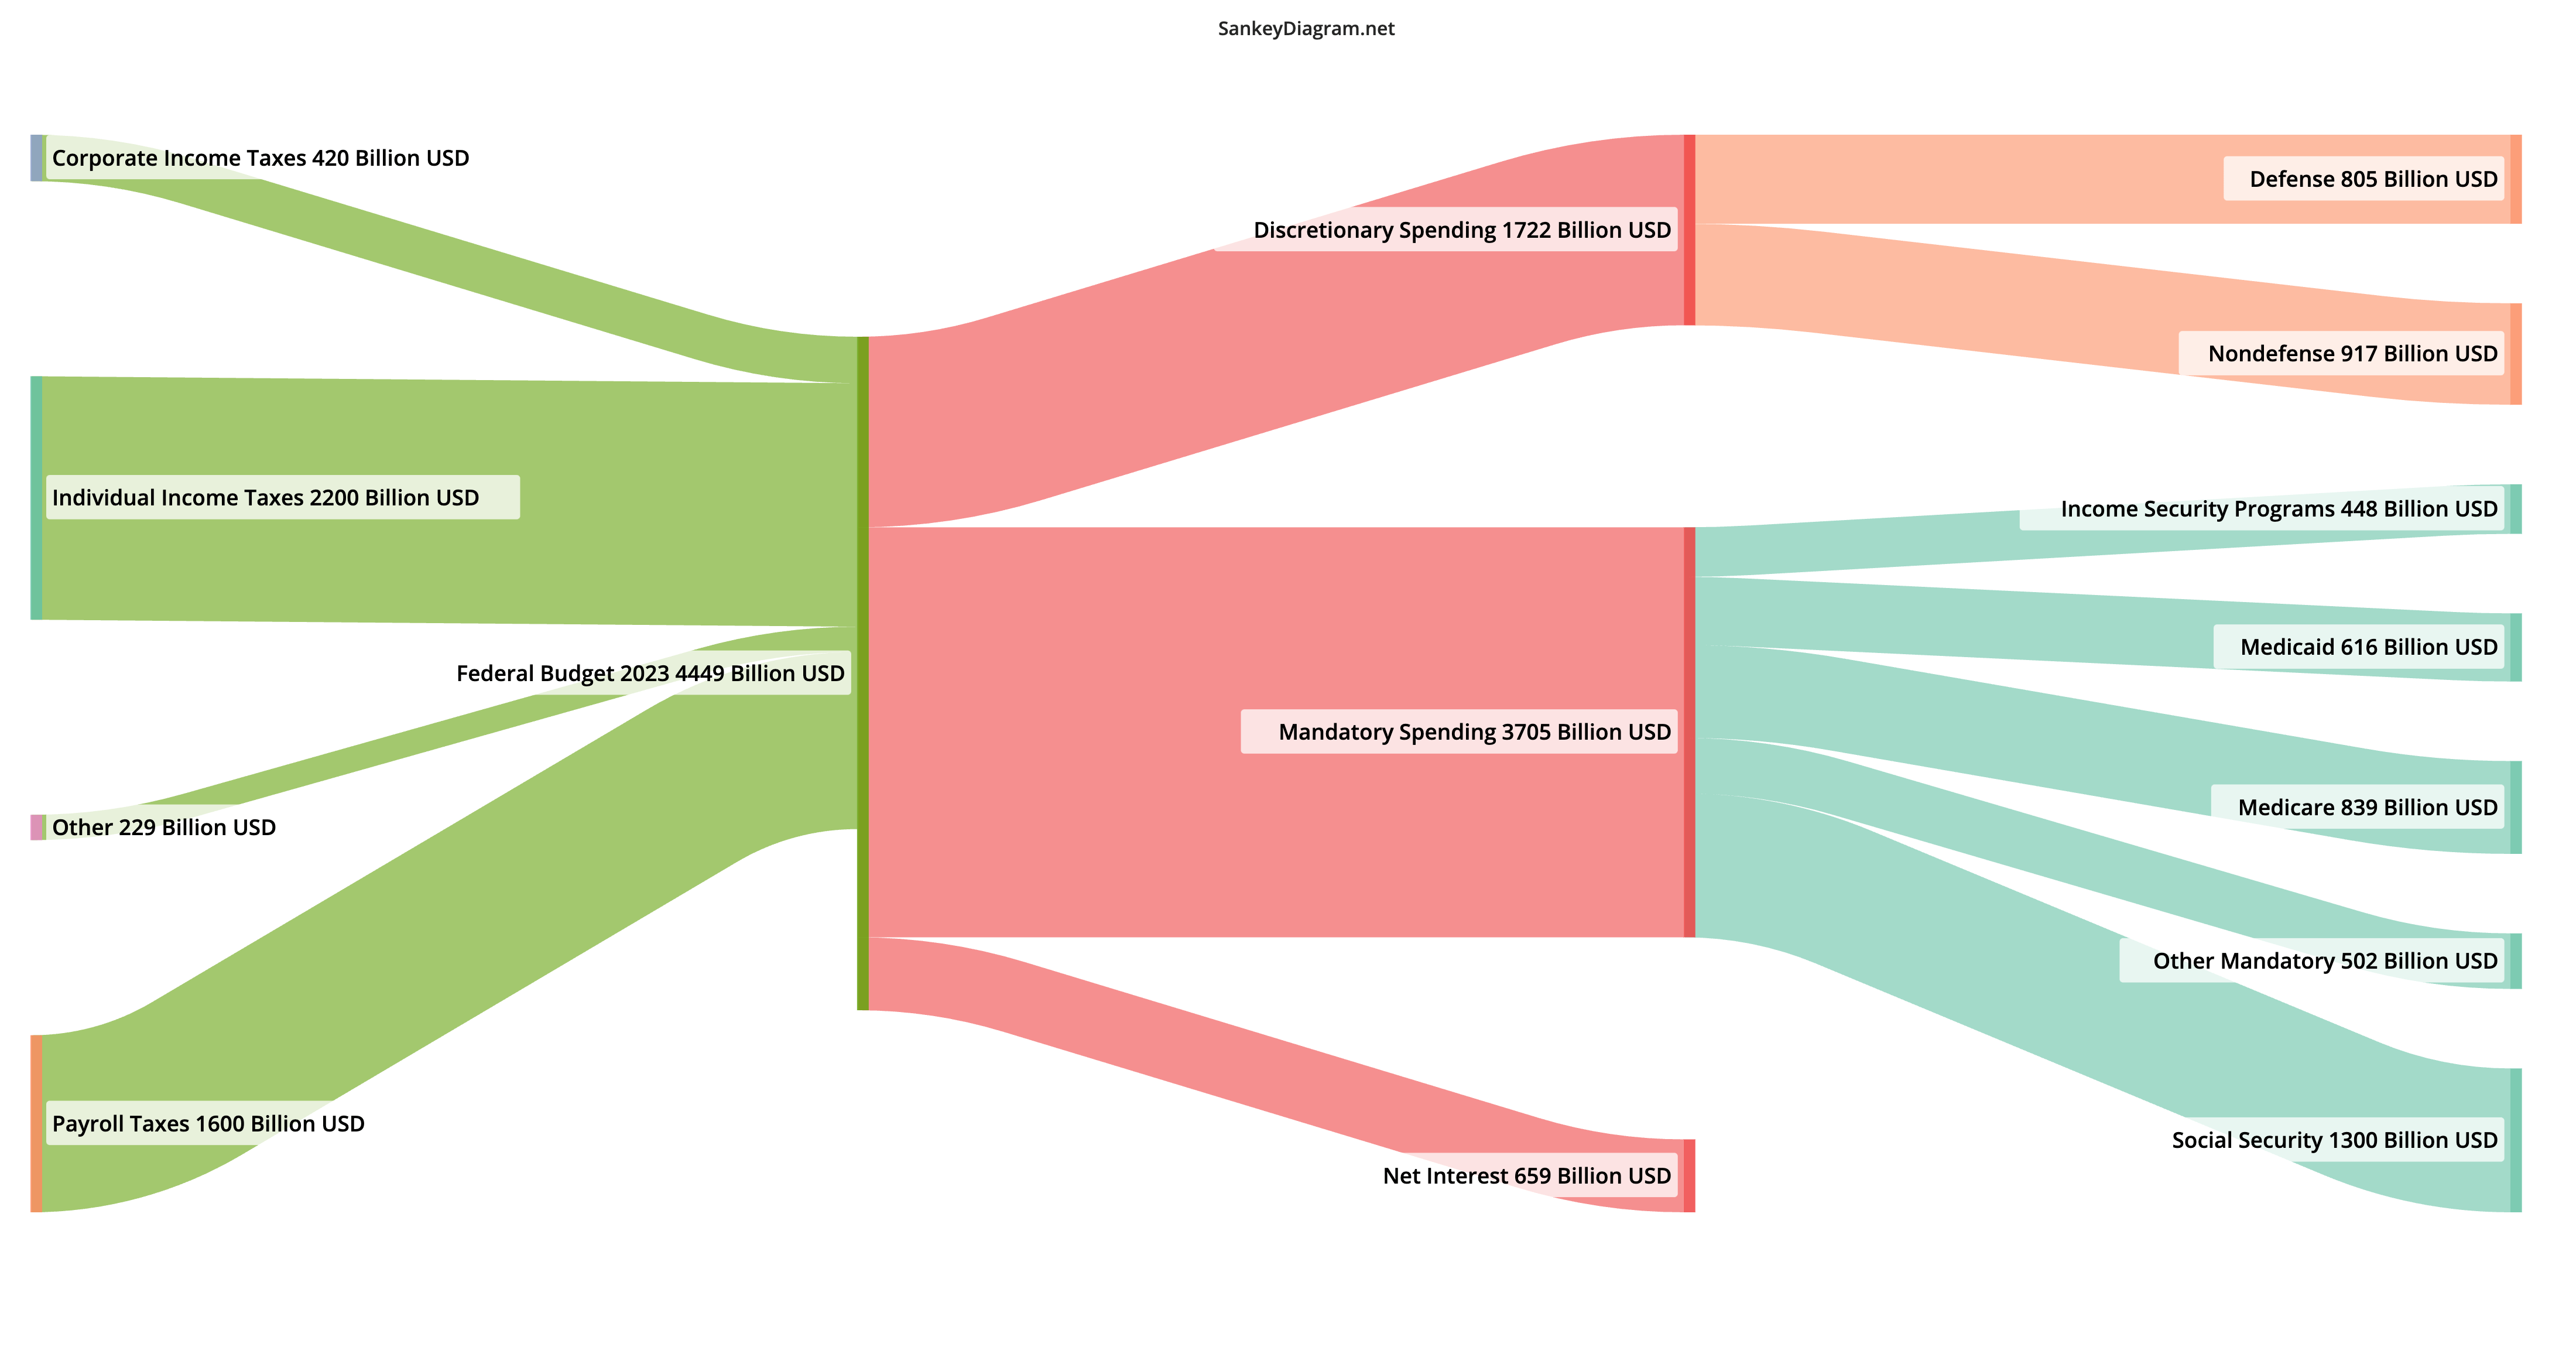 SankeyDiagram.net
Corporate Income Taxes 420 Billion USD
Individual Income Taxes 2200 Billion USD
Other 229 Billion USD
Payroll Taxes 1600 Billion USD
Federal Budget 2023 4449 Billion USD
Discretionary Spending 1722 Billion USD
Mandatory Spending 3705 Billion USD
Net Interest 659 Billion USD
Defense 805 Billion USD
Nondefense 917 Billion USD
Income Security Programs 448 Billion USD
Medicaid 616 Billion USD
Medicare 839 Billion USD
Other Mandatory 502 Billion USD
Social Security 1300 Billion USD